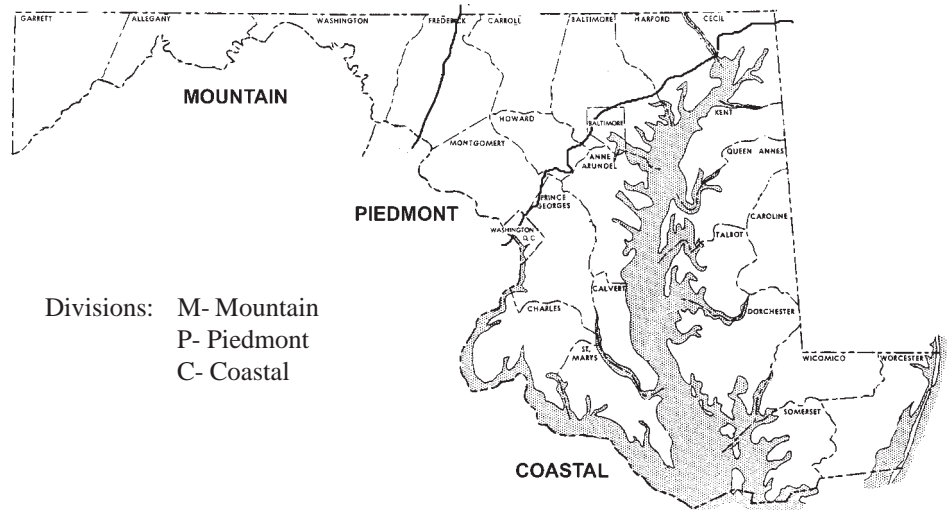 GARRETT
ALLEGANY
WASHINGTON
FREDERICK
CARROLL
BALTIMORE
HARFORD
CECIL
MOUNTAIN
HOWARD
BALTIMORE
KENT
MONTGOMERY
ANNE
ARUNDEL
QUEEN ANNES
PIEDMONT
PRINCE
GEORGES
CAROLINE
WASHINGTON
D.C.
TALBOT
Divisions: M- Mountain
P- Piedmont
C- Coastal
CALVERT
CHARLES
DORCHESTER
ST.
MARYS
WICOMICO
WORCESTER
SOMERSET
COASTAL